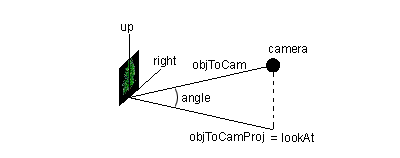 up
camera
right
objToCam
angle
objToCamProj = lookAt